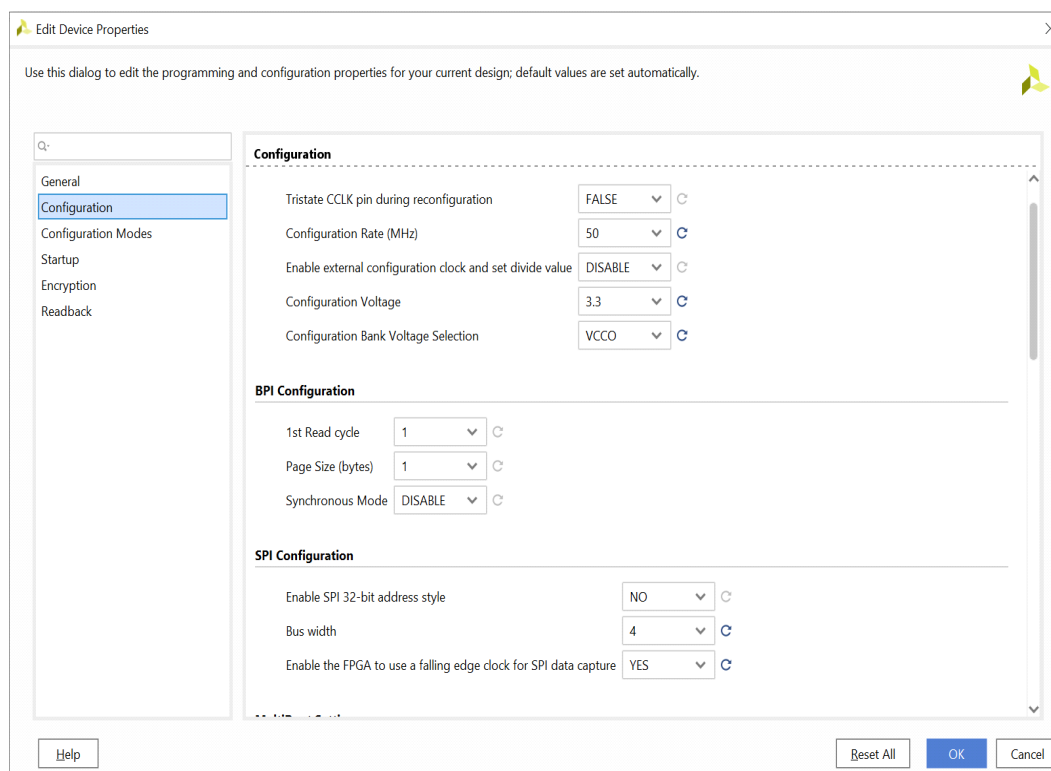 Edit Device Properties
Use this dialog to edit the programming and configuration properties for your current design; default values are set automatically.
General
Configuration
Configuration Modes
Startup
Encryption
Readback
Configuration
Tristate CCLK pin during reconfiguration FALSE
Configuration Rate (MHz) 50
Enable external configuration clock and set divide value DISABLE
Configuration Voltage 3.3
Configuration Bank Voltage Selection VCCO
BPI Configuration
1st Read cycle 1
Page Size (bytes) 1
Synchronous Mode DISABLE
SPI Configuration
Enable SPI 32-bit address style NO
Bus width 4
Enable the FPGA to use a falling edge clock for SPI data capture YES
Help
Reset All
OK
Cancel